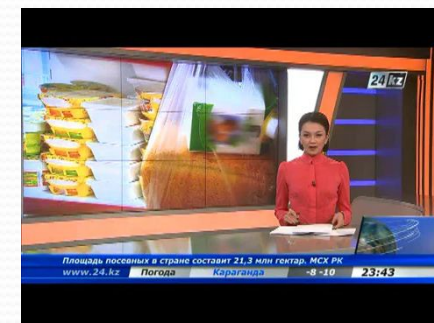 24 kz
Площадь посевных в стране составит 21,3 млн гектар. МСХ РК
www.24.kz Погода Караганда -8 -10 23:43